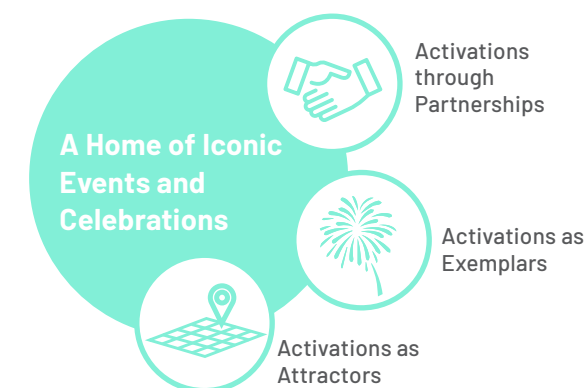 A Home of Iconic
Events and
Celebrations
Activations
through
Partnerships
Activations as
Exemplars
Activations as
Attractors